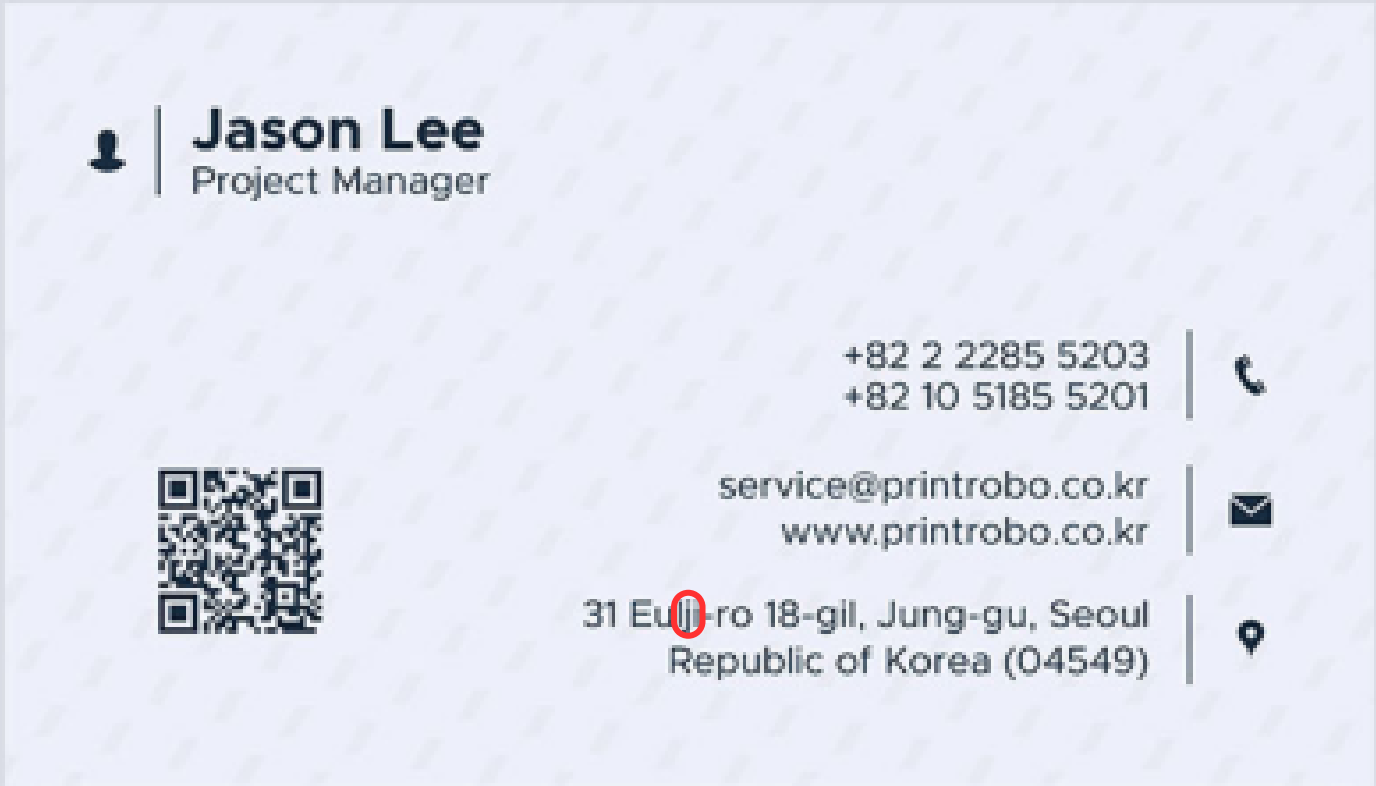 Jason Lee
Project Manager
+82 2 2285 5203
+82 10 5185 5201
service@printrobo.co.kr
www.printrobo.co.kr
31 Eulji-ro 18-gil, Jung-gu, Seoul
Republic of Korea (04549)